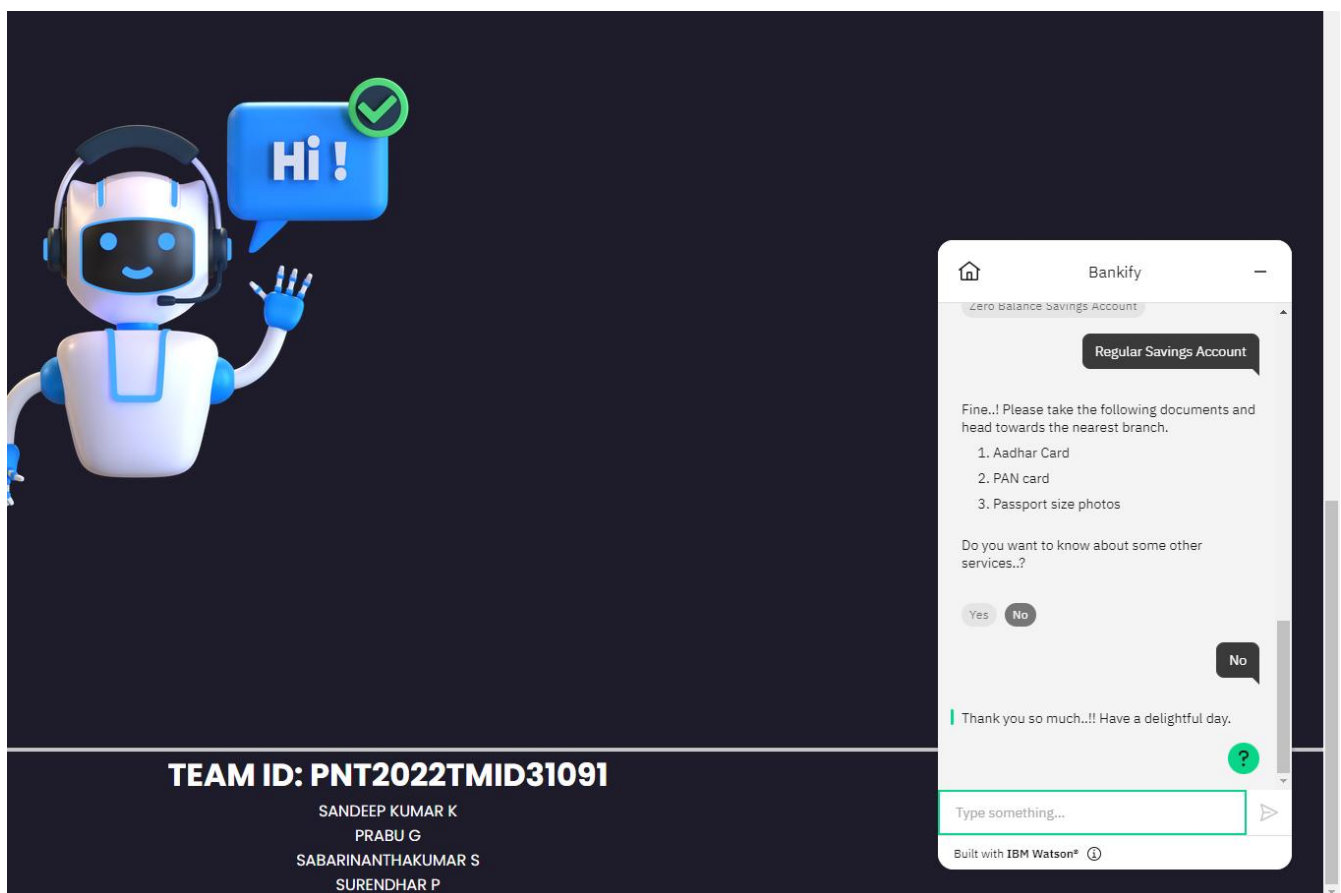 Hi !
Bankify
Zero Balance Savings Account
Regular Savings Account
Fine..! Please take the following documents and
head towards the nearest branch.
1. Aadhar Card
2. PAN card
3. Passport size photos
Do you want to know about some other
services..?
Yes No
No
Thank you so much..!! Have a delightful day.
?
Type something...
Built with IBM Watson®
TEAM ID: PNT2022TMID31091
SANDEEP KUMAR K
PRABU G
SABARINANTHAKUMAR S
SURENDHAR P